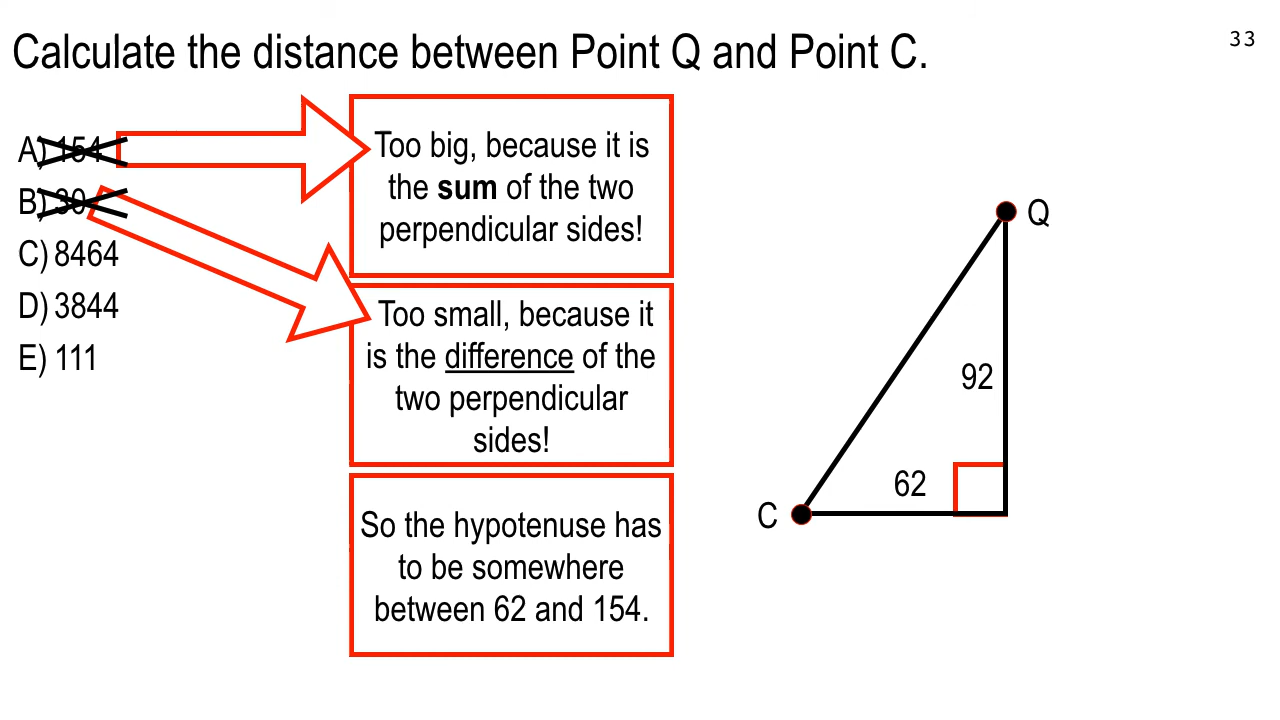 Calculate the distance between Point Q and Point C.
33
A) 154
B) 30
C) 8464
D) 3844
E) 111
Too big, because it is
the sum of the two
perpendicular sides!
Too small, because it
is the difference of the
two perpendicular
sides!
So the hypotenuse has
to be somewhere
between 62 and 154.
Q
92
62
C